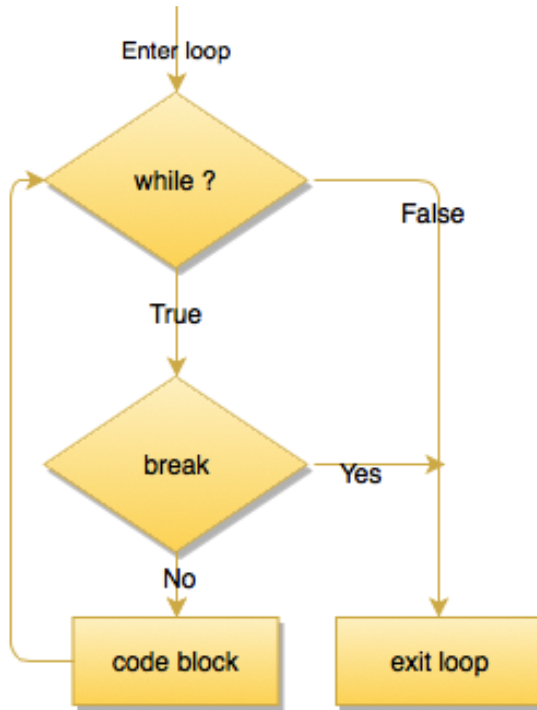 Enter loop
while ?
False
True
break
Yes
No
code block
exit loop